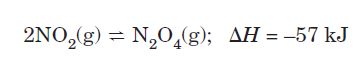 2NO₂(g) ⇌ N₂O₄(g); ΔH = –57 kJ